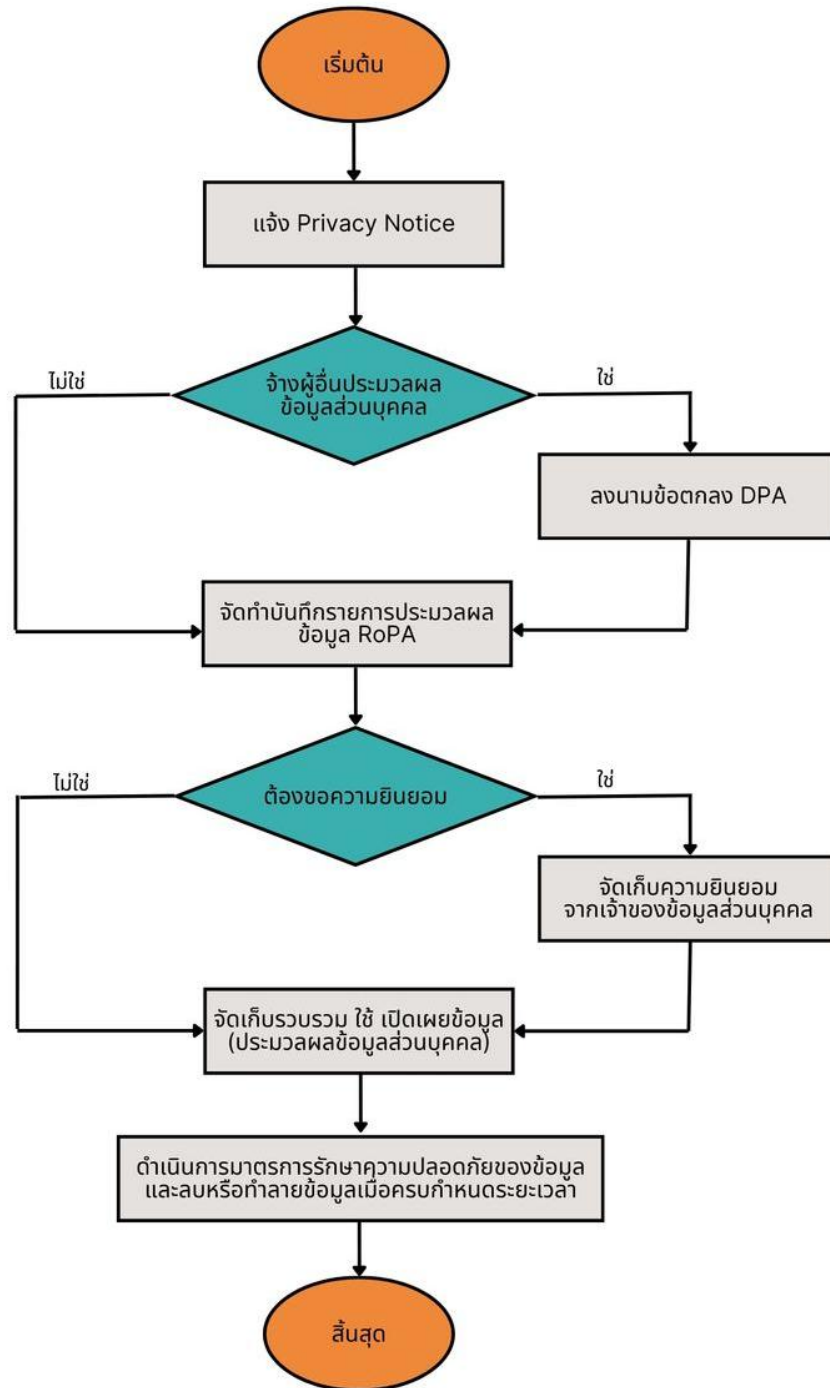 เริ่มต้น
แจ้ง Privacy Notice
จ้างผู้อื่นประมวลผล
ข้อมูลส่วนบุคคล
ไม่ใช่
ใช่
ลงนามข้อตกลง DPA
จัดทำบันทึกรายการประมวลผล
ข้อมูล RoPA
ต้องขอความยินยอม
ไม่ใช่
ใช่
จัดเก็บความยินยอม
จากเจ้าของข้อมูลส่วนบุคคล
จัดเก็บรวบรวม ใช้ เปิดเผยข้อมูล
(ประมวลผลข้อมูลส่วนบุคคล)
ดำเนินการมาตรการรักษาความปลอดภัยของข้อมูล
และลบหรือทำลายข้อมูลเมื่อครบกำหนดระยะเวลา
สิ้นสุด